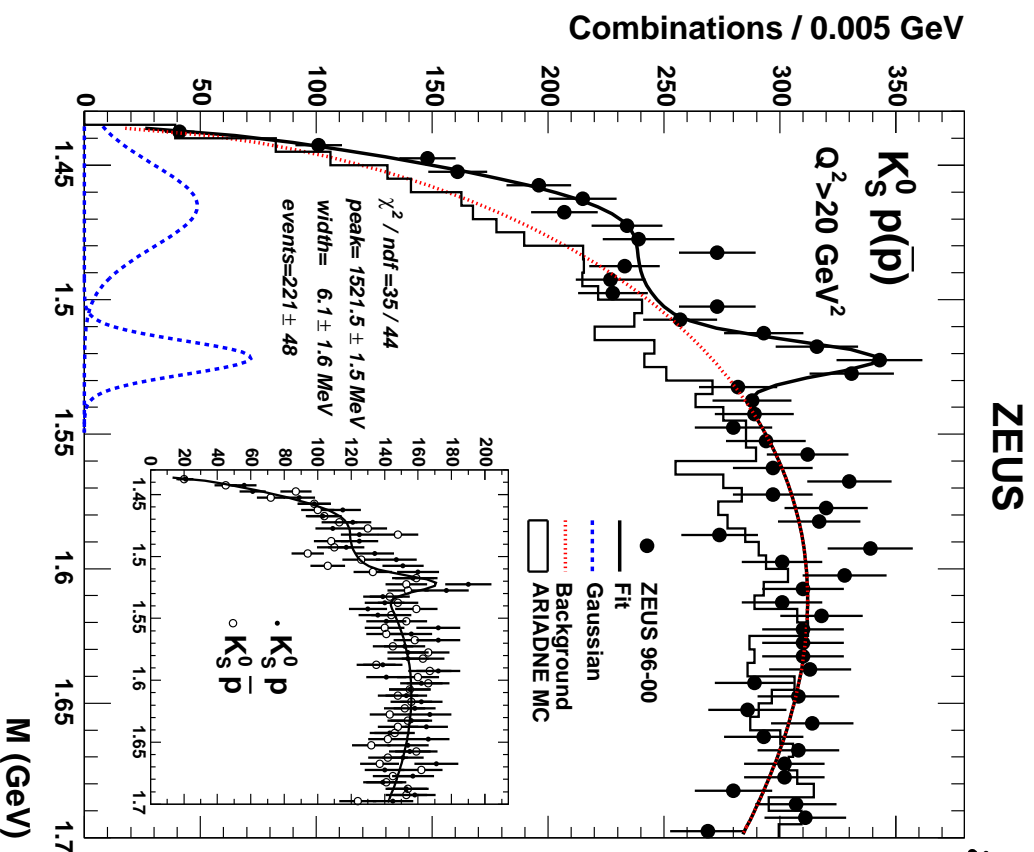 ZEUS
Combinations / 0.005 GeV
350
300
250
200
150
100
50
0
K⁰S p(p̄)
Q²>20 GeV²
χ² / ndf =35 / 44
peak= 1521.5 ± 1.5 MeV
width= 6.1 ± 1.6 MeV
events=221 ± 48
ZEUS 96-00
Fit
Gaussian
Background
ARIADNE MC
200
180
160
140
120
100
80
60
40
20
0
K⁰S p
K⁰S p̄
1.45
1.5
1.55
1.6
1.65
1.7
1.45
1.5
1.55
1.6
1.65
1.7
M (GeV)